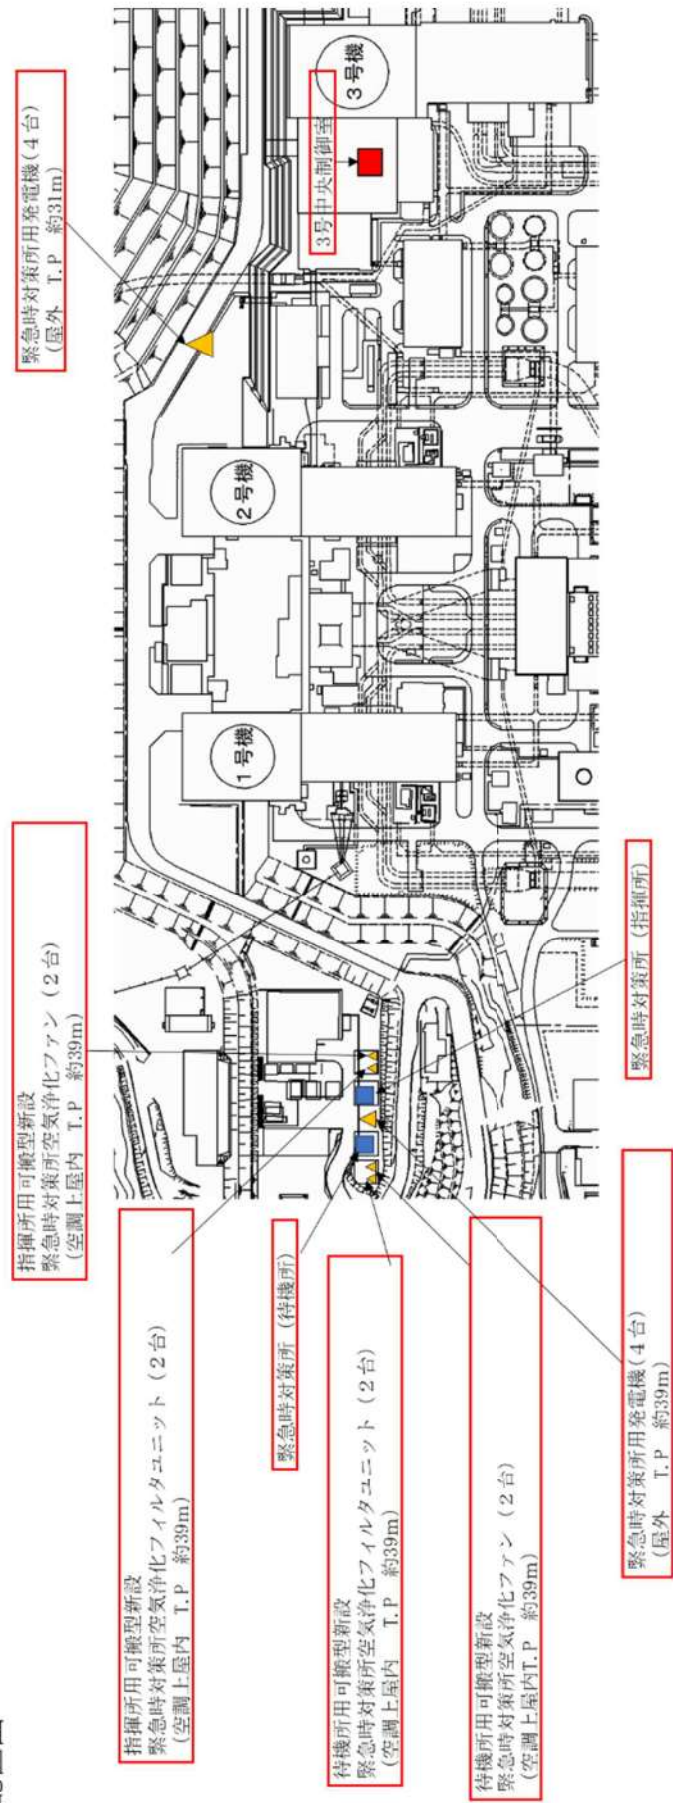 緊急時対策所用発電機(4台)
(屋外 T.P 約31m)
3号中央制御室
3号機
2号機
1号機
指揮所用可搬型新設
緊急時対策所空気浄化ファン(2台)
(空調上屋内 T.P 約39m)
指揮所用可搬型新設
緊急時対策所空気浄化フィルタユニット(2台)
(空調上屋内 T.P 約39m)
緊急時対策所(待機所)
待機所用可搬型新設
緊急時対策所空気浄化フィルタユニット(2台)
(空調上屋内 T.P 約39m)
待機所用可搬型新設
緊急時対策所空気浄化ファン(2台)
(空調上屋内T.P 約39m)
緊急時対策所(指揮所)
緊急時対策所用発電機(4台)
(屋外 T.P 約39m)